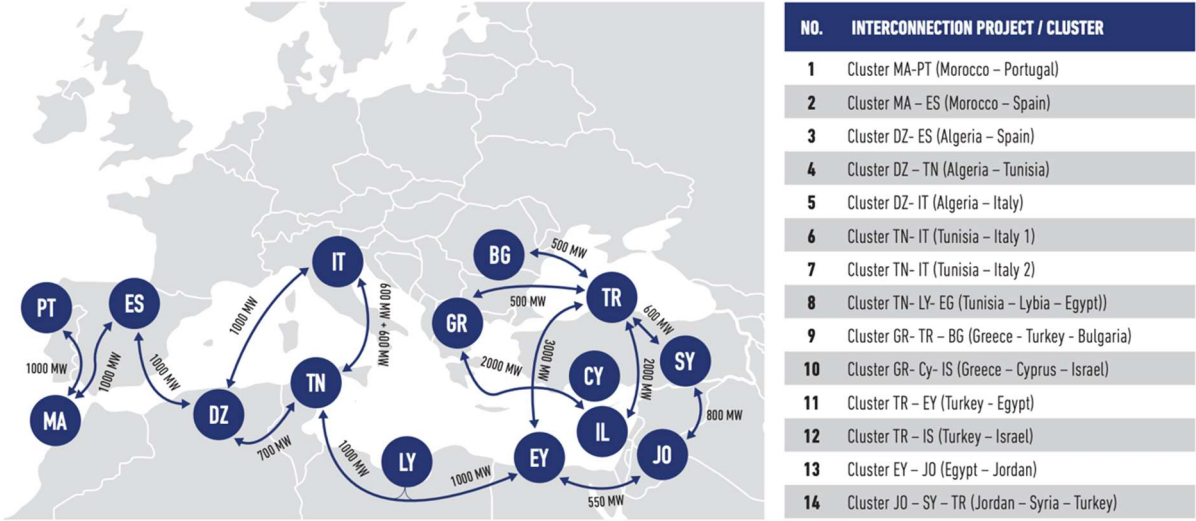 BG
500 MW
IT
500 MW
TR
PT
ES
1000 MW
600 MW + 600 MW
GR
600 MW
1000 MW
1000 MW
1000 MW
2000 MW
3000 MW
CY
2000 MW
SY
TN
MA
DZ
800 MW
700 MW
IL
1000 MW
LY
1000 MW
EY
JO
550 MW
NO. INTERCONNECTION PROJECT / CLUSTER
1 Cluster MA-PT (Morocco – Portugal)
2 Cluster MA – ES (Morocco – Spain)
3 Cluster DZ- ES (Algeria – Spain)
4 Cluster DZ – TN (Algeria – Tunisia)
5 Cluster DZ- IT (Algeria – Italy)
6 Cluster TN- IT (Tunisia – Italy 1)
7 Cluster TN- IT (Tunisia – Italy 2)
8 Cluster TN- LY- EG (Tunisia – Lybia – Egypt))
9 Cluster GR- TR – BG (Greece - Turkey - Bulgaria)
10 Cluster GR- Cy- IS (Greece – Cyprus – Israel)
11 Cluster TR – EY (Turkey - Egypt)
12 Cluster TR – IS (Turkey – Israel)
13 Cluster EY – JO (Egypt – Jordan)
14 Cluster JO – SY – TR (Jordan – Syria – Turkey)